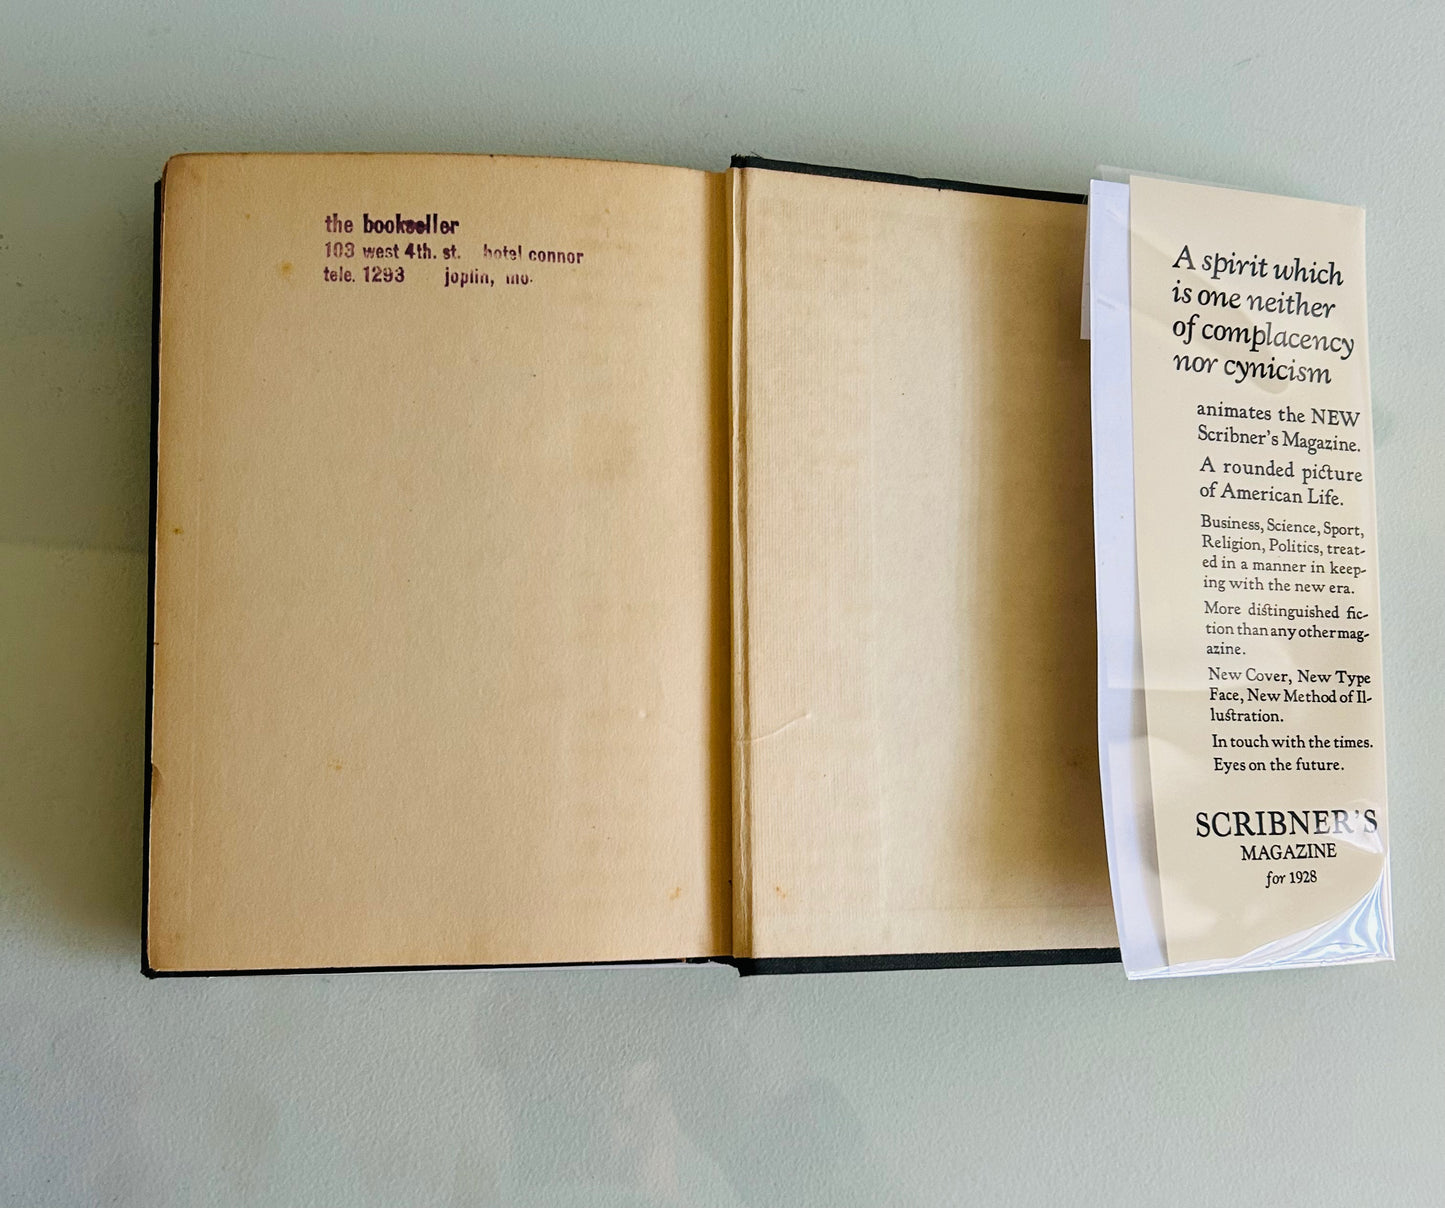 the bookseller
103 west 4th. st. hotel connor
tele. 1293 joplin, mo.
A spirit which
is one neither
of complacency
nor cynicism
animates the NEW
Scribner's Magazine.
A rounded picture
of American Life.
Business, Science, Sport,
Religion, Politics, treat-
ed in a manner in keep-
ing with the new era.
More distinguished fic-
tion than any other mag-
azine.
New Cover, New Type
Face, New Method of Il-
lustration.
In touch with the times.
Eyes on the future.
SCRIBNER'S
MAGAZINE
for 1928